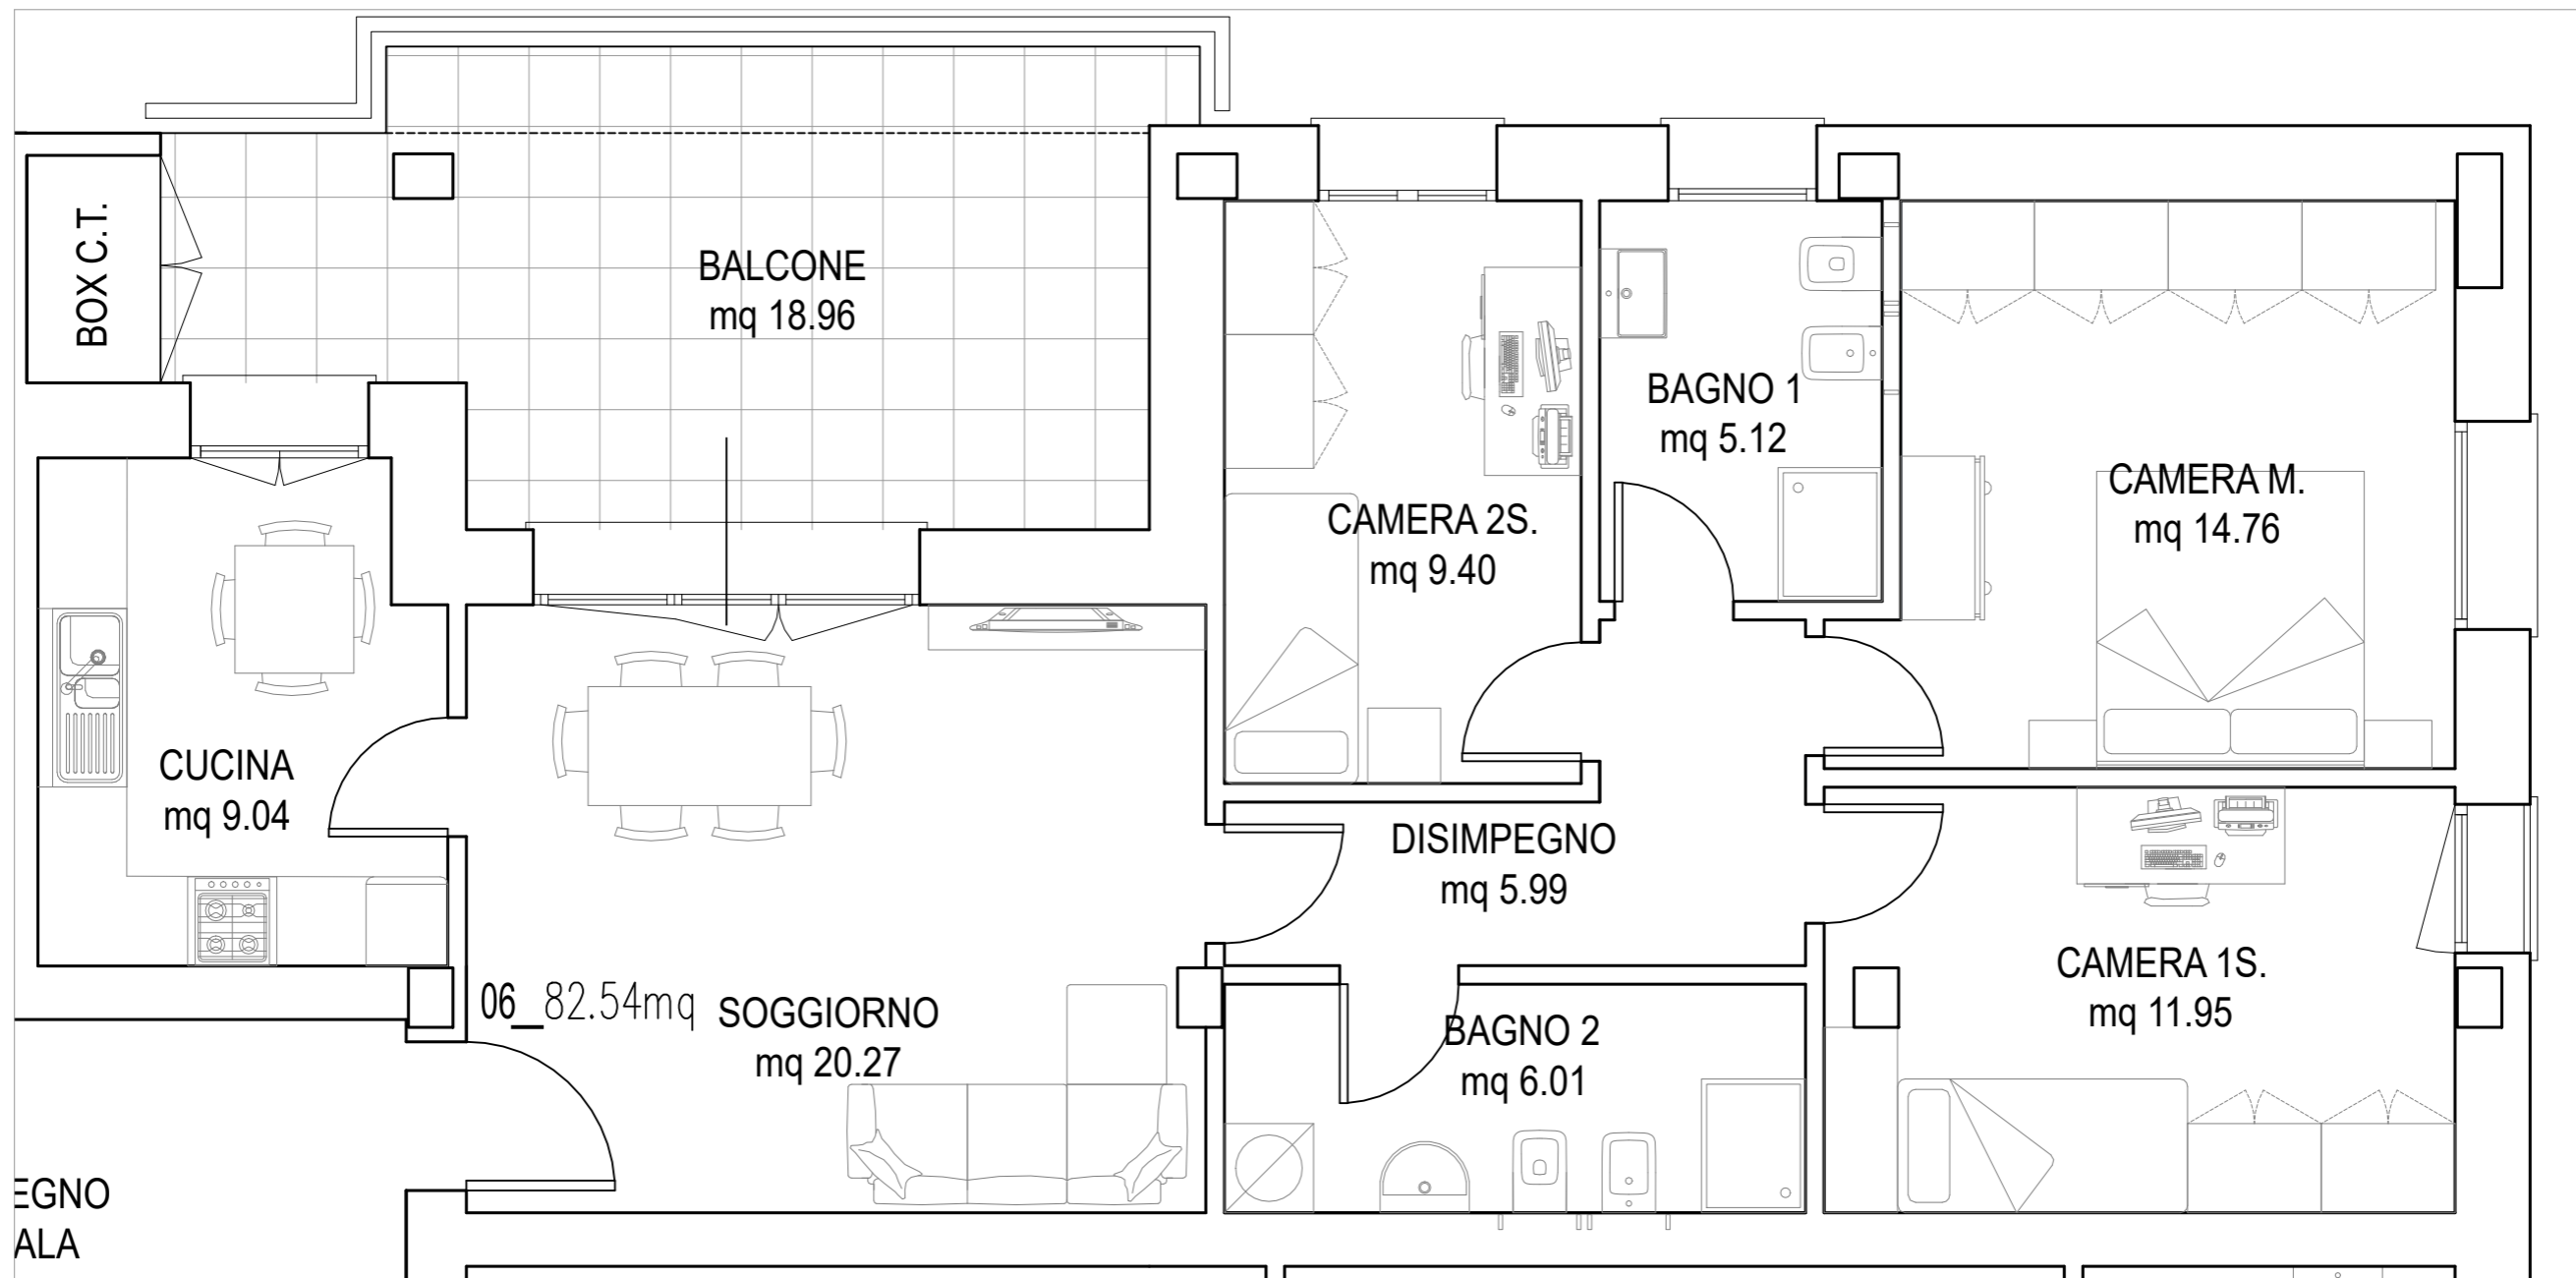 BOX C.T.
BALCONE
mq 18.96
BAGNO 1
mq 5.12
CAMERA M.
mq 14.76
CAMERA 2S.
mq 9.40
CUCINA
mq 9.04
DISIMPEGNO
mq 5.99
CAMERA 1S.
mq 11.95
06_82.54mq
SOGGIORNO
mq 20.27
BAGNO 2
mq 6.01
EGNO
ALA